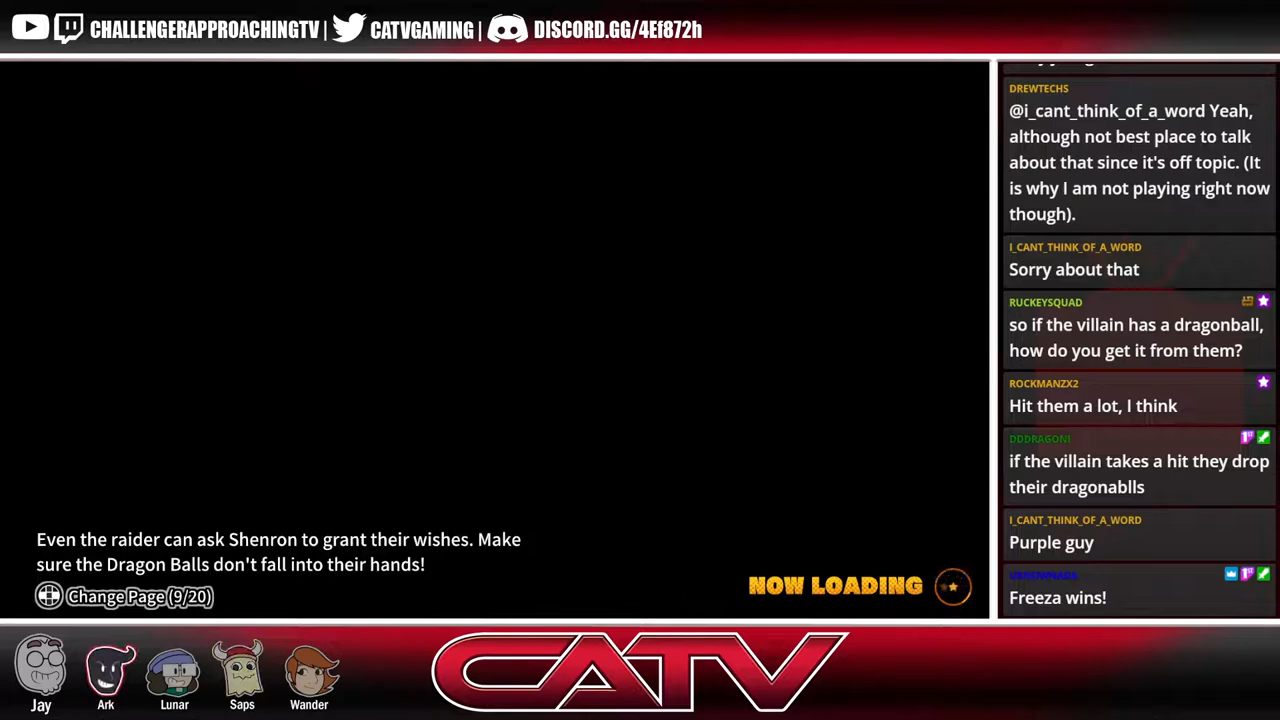 CHALLENGERAPPROACHINGTV | CATVGAMING | DISCORD.GG/4Ef872h
DREWTECHS
@i_cant_think_of_a_word Yeah,
although not best place to talk
about that since it's off topic. (It
is why I am not playing right now
though).
I_CANT_THINK_OF_A_WORD
Sorry about that
RUCKEYSQUAD
so if the villain has a dragonball,
how do you get it from them?
ROCKMANZX2
Hit them a lot, I think
DDDRAGONI
if the villain takes a hit they drop
their dragonablls
I_CANT_THINK_OF_A_WORD
Purple guy
Freeza wins!
Even the raider can ask Shenron to grant their wishes. Make
sure the Dragon Balls don't fall into their hands!
Change Page (9/20)
NOW LOADING
Jay
Ark
Lunar
Saps
Wander
CATV